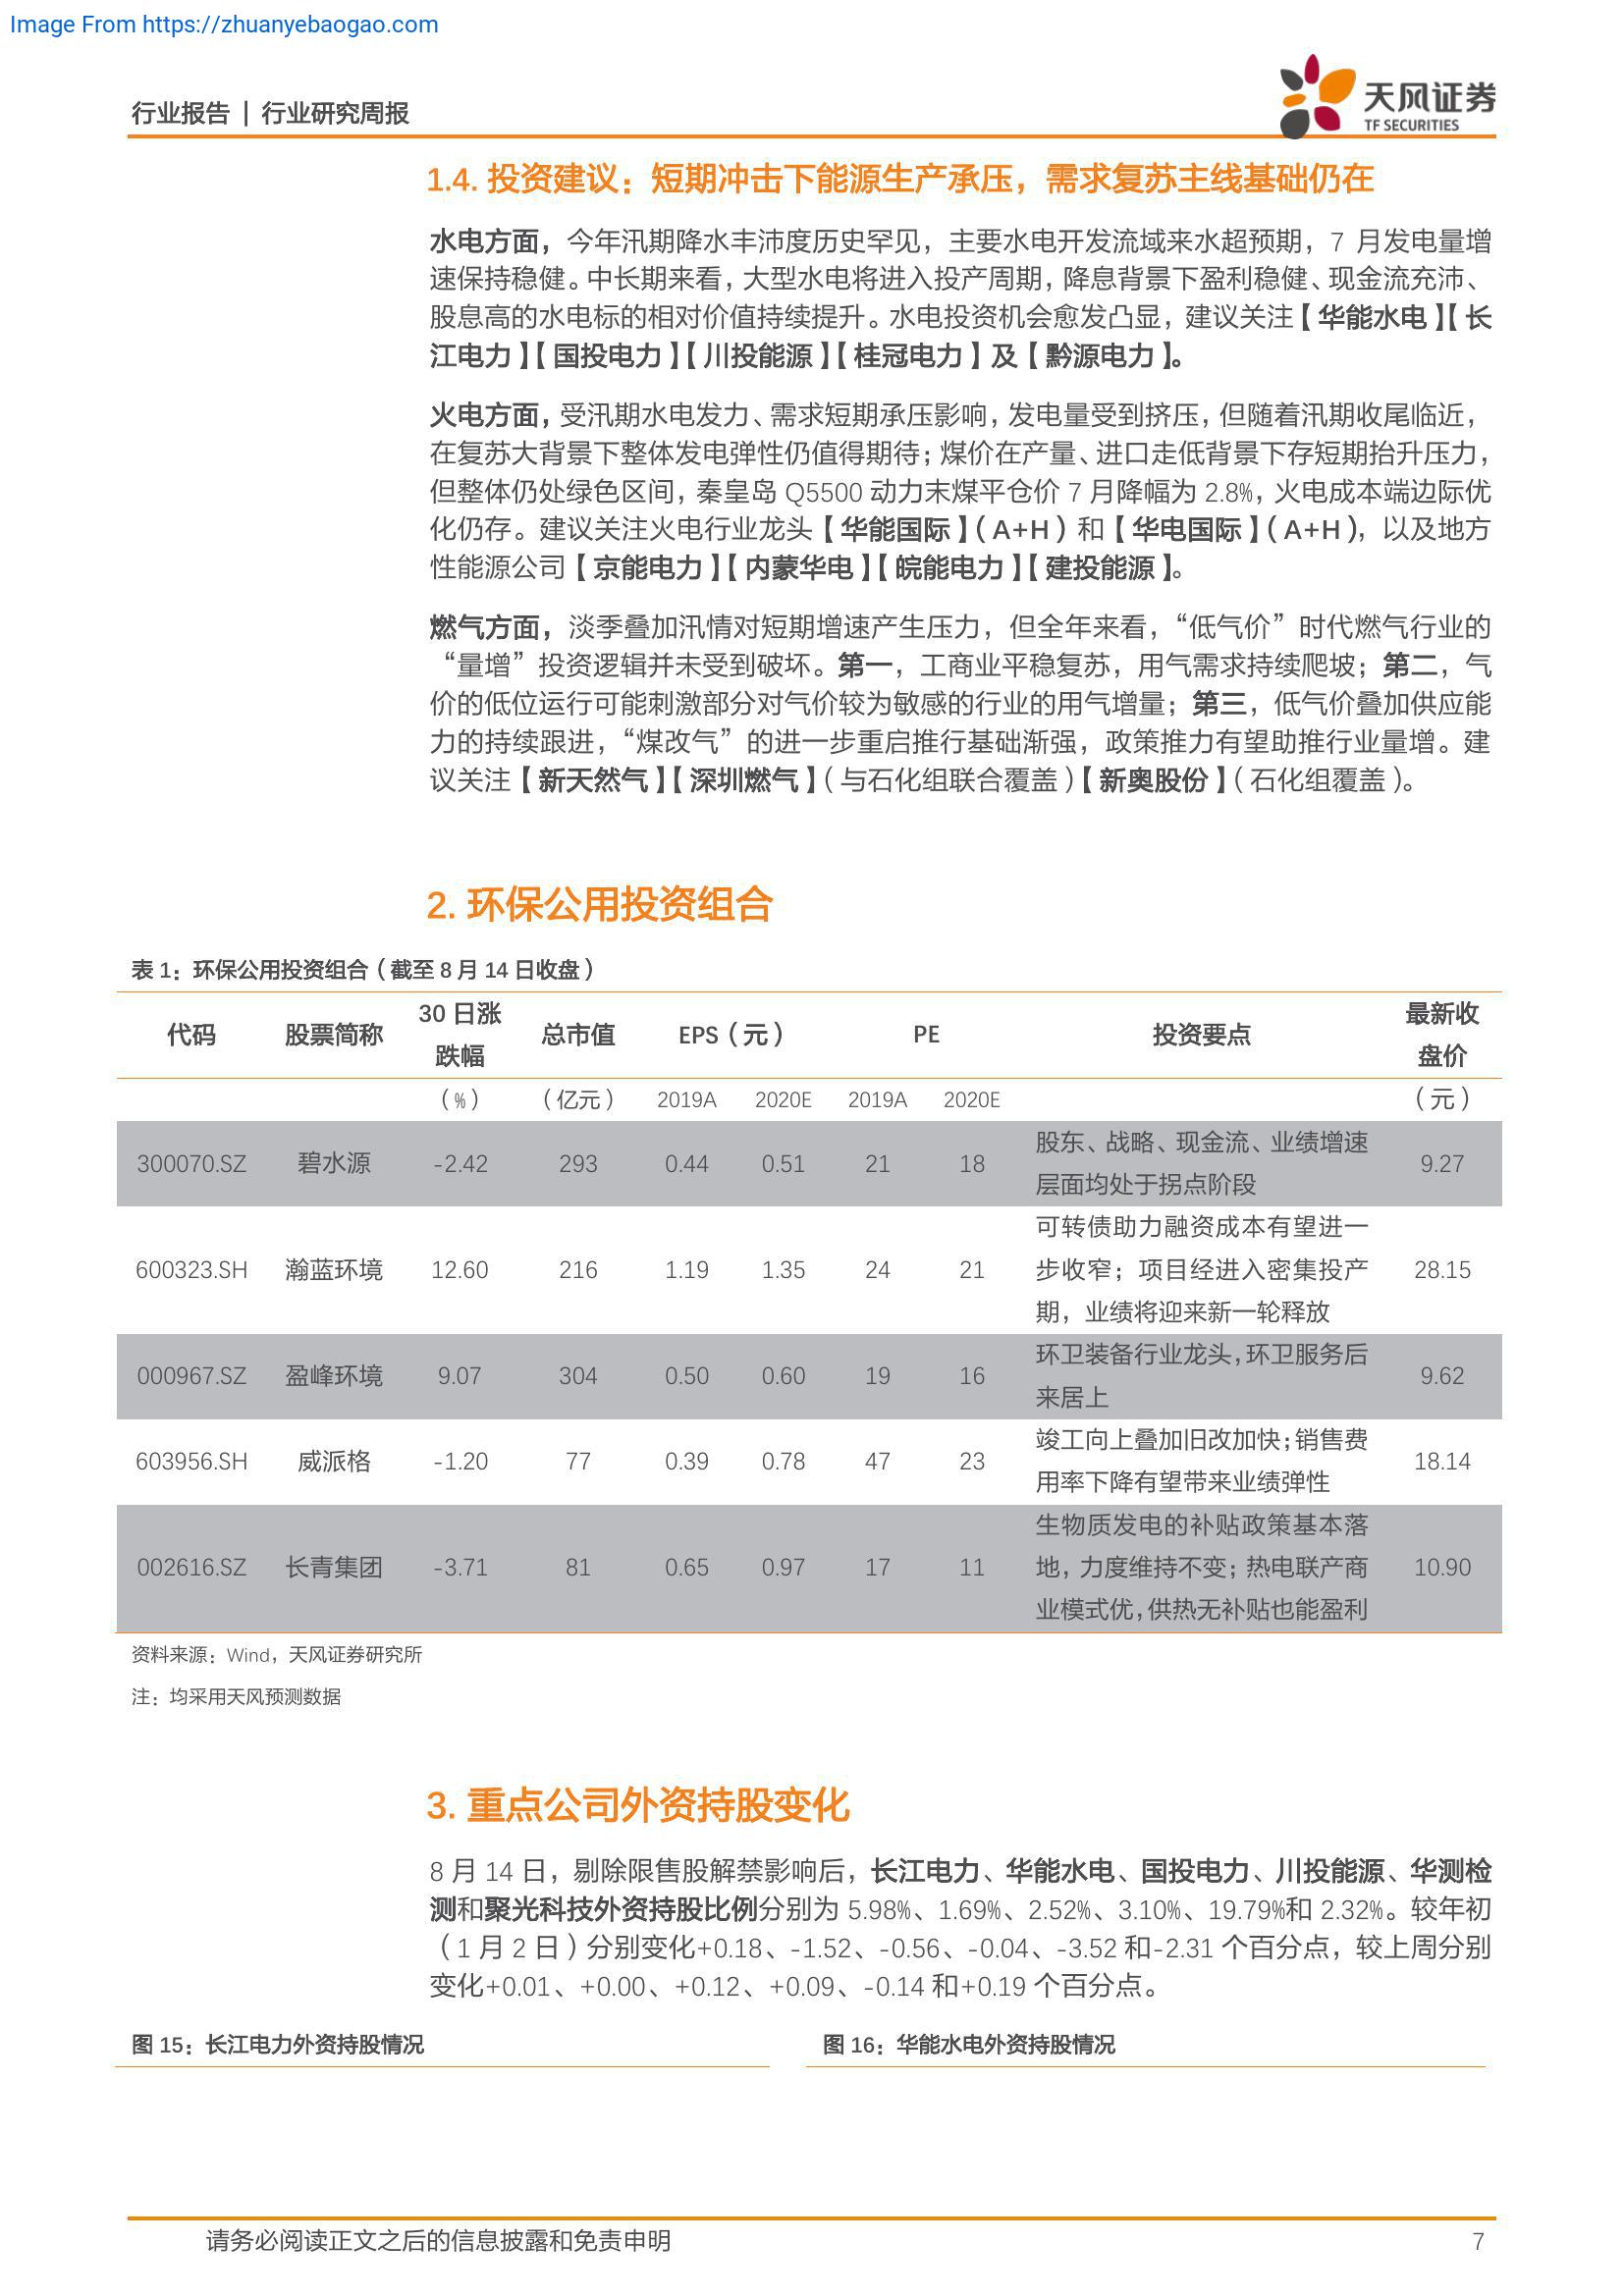 Image From https://zhuanyebaogao.com
行业报告 | 行业研究周报
天风证券
TF SECURITIES
1.4. 投资建议：短期冲击下能源生产承压，需求复苏主线基础仍在
水电方面，今年汛期降水丰沛度历史罕见，主要水电开发流域来水超预期，7 月发电量增
速保持稳健。中长期来看，大型水电将进入投产周期，降息背景下盈利稳健、现金流充沛、
股息高的水电标的相对价值持续提升。水电投资机会愈发凸显，建议关注【华能水电】【长
江电力】【国投电力】【川投能源】【桂冠电力】及【黔源电力】。
火电方面，受汛期水电发力、需求短期承压影响，发电量受到挤压，但随着汛期收尾临近，
在复苏大背景下整体发电弹性仍值得期待；煤价在产量、进口走低背景下存短期抬升压力，
但整体仍处绿色区间，秦皇岛 Q5500 动力末煤平仓价 7 月降幅为 2.8%，火电成本端边际优
化仍存。建议关注火电行业龙头【华能国际】（A+H）和【华电国际】（A+H），以及地方
性能源公司【京能电力】【内蒙华电】【皖能电力】【建投能源】。
燃气方面，淡季叠加汛情对短期增速产生压力，但全年来看，“低气价”时代燃气行业的
“量增”投资逻辑并未受到破坏。第一，工商业平稳复苏，用气需求持续爬坡；第二，气
价的低位运行可能刺激部分对气价较为敏感的行业的用气增量；第三，低气价叠加供应能
力的持续跟进，“煤改气”的进一步重启推行基础渐强，政策推力有望助推行业量增。建
议关注【新天然气】【深圳燃气】（与石化组联合覆盖）【新奥股份】（石化组覆盖）。
2. 环保公用投资组合
表 1：环保公用投资组合（截至 8 月 14 日收盘）
代码 股票简称 30 日涨跌幅 总市值 EPS（元） PE 投资要点 最新收盘价
（%） （亿元） 2019A 2020E 2019A 2020E （元）
300070.SZ 碧水源 -2.42 293 0.44 0.51 21 18 股东、战略、现金流、业绩增速 9.27
层面均处于拐点阶段
600323.SH 瀚蓝环境 12.60 216 1.19 1.35 24 21 可转债助力融资成本有望进一 28.15
步收窄；项目经进入密集投产
期，业绩将迎来新一轮释放
000967.SZ 盈峰环境 9.07 304 0.50 0.60 19 16 环卫装备行业龙头，环卫服务后 9.62
来居上
603956.SH 威派格 -1.20 77 0.39 0.78 47 23 竣工向上叠加旧改加快；销售费 18.14
用率下降有望带来业绩弹性
002616.SZ 长青集团 -3.71 81 0.65 0.97 17 11 生物质发电的补贴政策基本落 10.90
地，力度维持不变；热电联产商
业模式优，供热无补贴也能盈利
资料来源：Wind，天风证券研究所
注：均采用天风预测数据
3. 重点公司外资持股变化
8 月 14 日，剔除限售股解禁影响后，长江电力、华能水电、国投电力、川投能源、华测检
测和聚光科技外资持股比例分别为 5.98%、1.69%、2.52%、3.10%、19.79%和 2.32%。较年初
（1 月 2 日）分别变化+0.18、-1.52、-0.56、-0.04、-3.52 和-2.31 个百分点，较上周分别
变化+0.01、+0.00、+0.12、+0.09、-0.14 和+0.19 个百分点。
图 15：长江电力外资持股情况
图 16：华能水电外资持股情况
请务必阅读正文之后的信息披露和免责申明
7